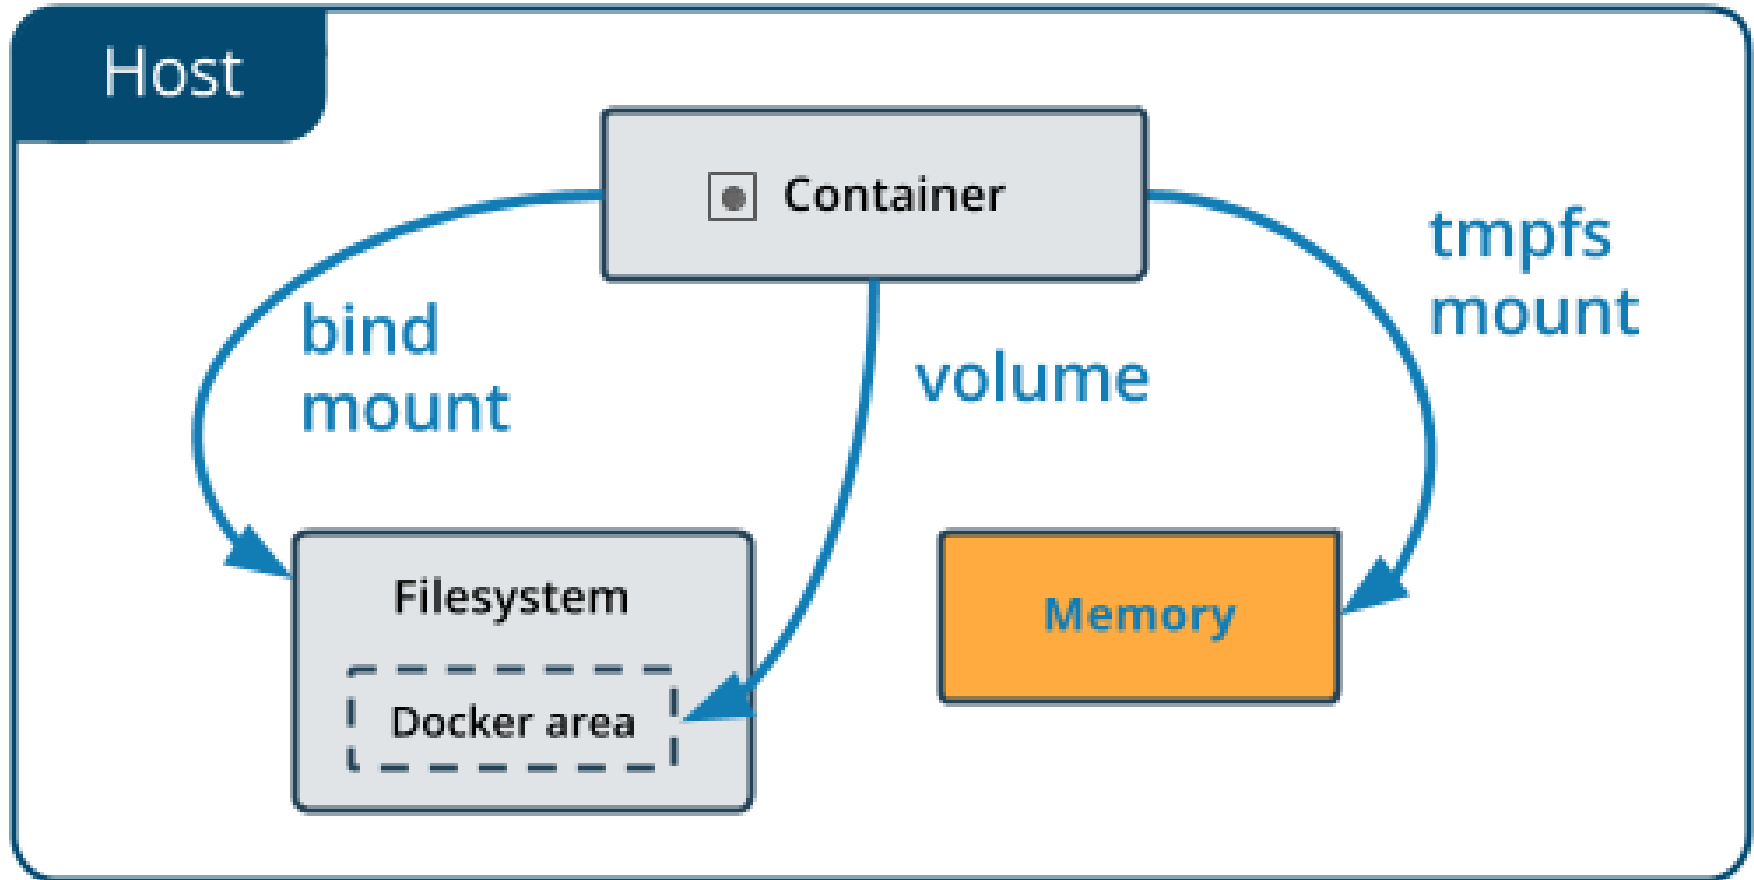 Host
Container
bind
mount
volume
tmpfs
mount
Filesystem
Docker area
Memory